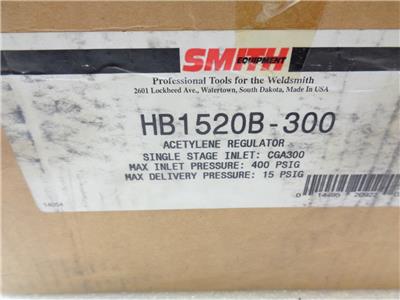 SMITH
EQUIPMENT
Professional Tools for the Weldsmith
2601 Lockheed Ave., Watertown, South Dakota, Made In USA
HB1520B-300
ACETYLENE REGULATOR
SINGLE STAGE INLET: CGA300
MAX INLET PRESSURE: 400 PSIG
MAX DELIVERY PRESSURE: 15 PSIG